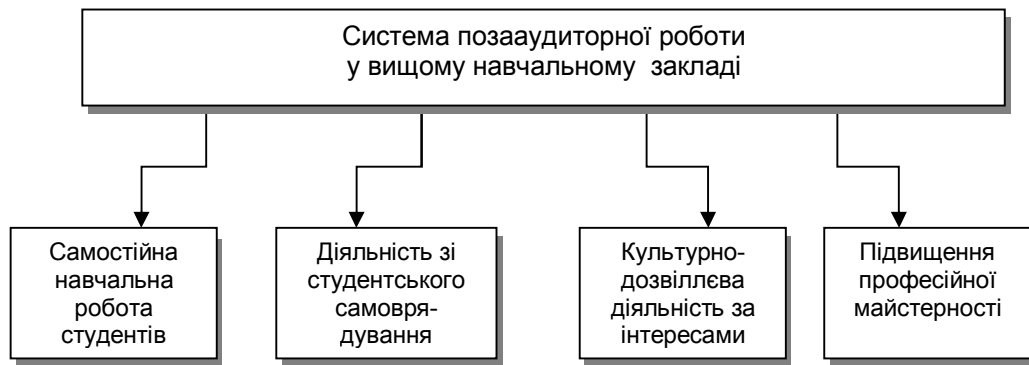 Система позааудиторної роботи
у вищому навчальному закладі
Самостійна
навчальна
робота
студентів
Діяльність зі
студентського
самовря-
дування
Культурно-
дозвіллєва
діяльність за
інтересами
Підвищення
професійної
майстерності